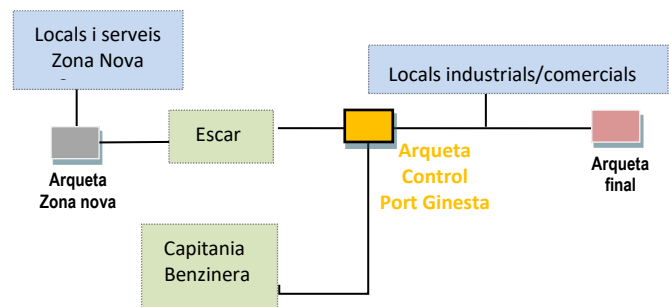 Locals i serveis
Zona Nova
Locals industrials/comercials
Escar
Arqueta
Zona nova
Arqueta
Control
Port Ginesta
Arqueta
final
Capitania
Benzinera